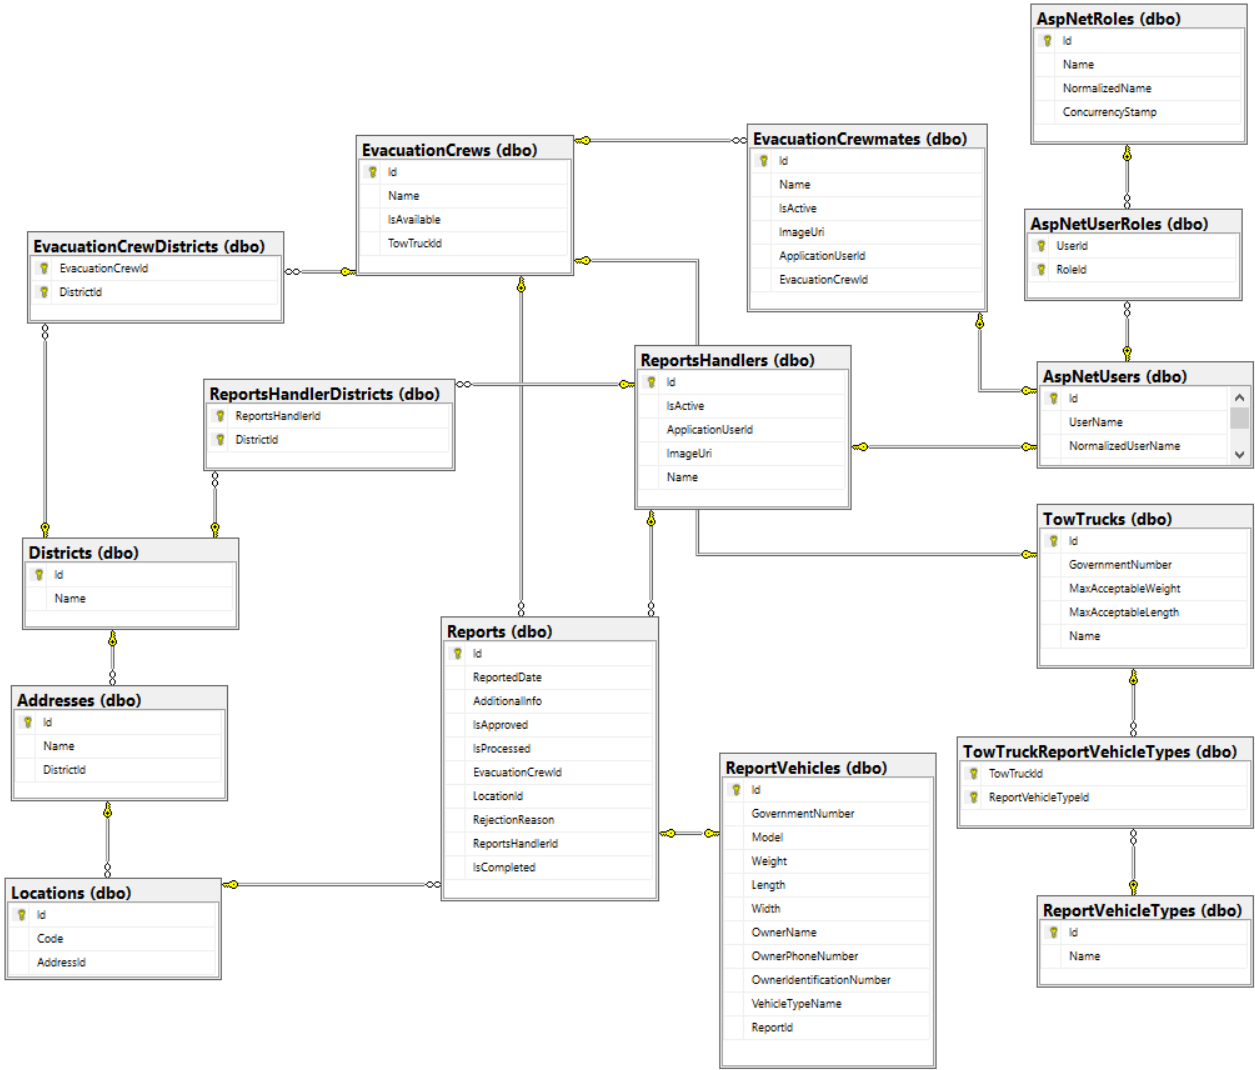 AspNetRoles (dbo)
Id
Name
NormalizedName
ConcurrencyStamp
EvacuationCrews (dbo)
Id
Name
IsAvailable
TowTruckId
EvacuationCrewmates (dbo)
Id
Name
IsActive
ImageUri
ApplicationUserId
EvacuationCrewId
AspNetUserRoles (dbo)
UserId
RoleId
EvacuationCrewDistricts (dbo)
EvacuationCrewId
DistrictId
ReportsHandlers (dbo)
Id
IsActive
ApplicationUserId
ImageUri
Name
AspNetUsers (dbo)
Id
UserName
NormalizedUserName
ReportsHandlerDistricts (dbo)
ReportsHandlerId
DistrictId
TowTrucks (dbo)
Id
GovernmentNumber
MaxAcceptableWeight
MaxAcceptableLength
Name
Districts (dbo)
Id
Name
Reports (dbo)
Id
ReportedDate
AdditionalInfo
IsApproved
IsProcessed
EvacuationCrewId
LocationId
RejectionReason
ReportsHandlerId
IsCompleted
Addresses (dbo)
Id
Name
DistrictId
TowTruckReportVehicleTypes (dbo)
TowTruckId
ReportVehicleTypeId
ReportVehicles (dbo)
Id
GovernmentNumber
Model
Weight
Length
Width
OwnerName
OwnerPhoneNumber
OwnerIdentificationNumber
VehicleTypeName
ReportId
Locations (dbo)
Id
Code
AddressId
ReportVehicleTypes (dbo)
Id
Name